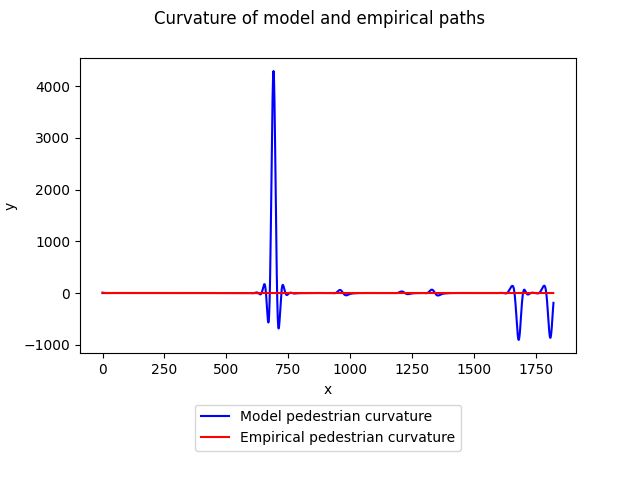 Curvature of model and empirical paths
4000
3000
2000
1000
0
−1000
y
0 250 500 750 1000 1250 1500 1750
x
Model pedestrian curvature
Empirical pedestrian curvature